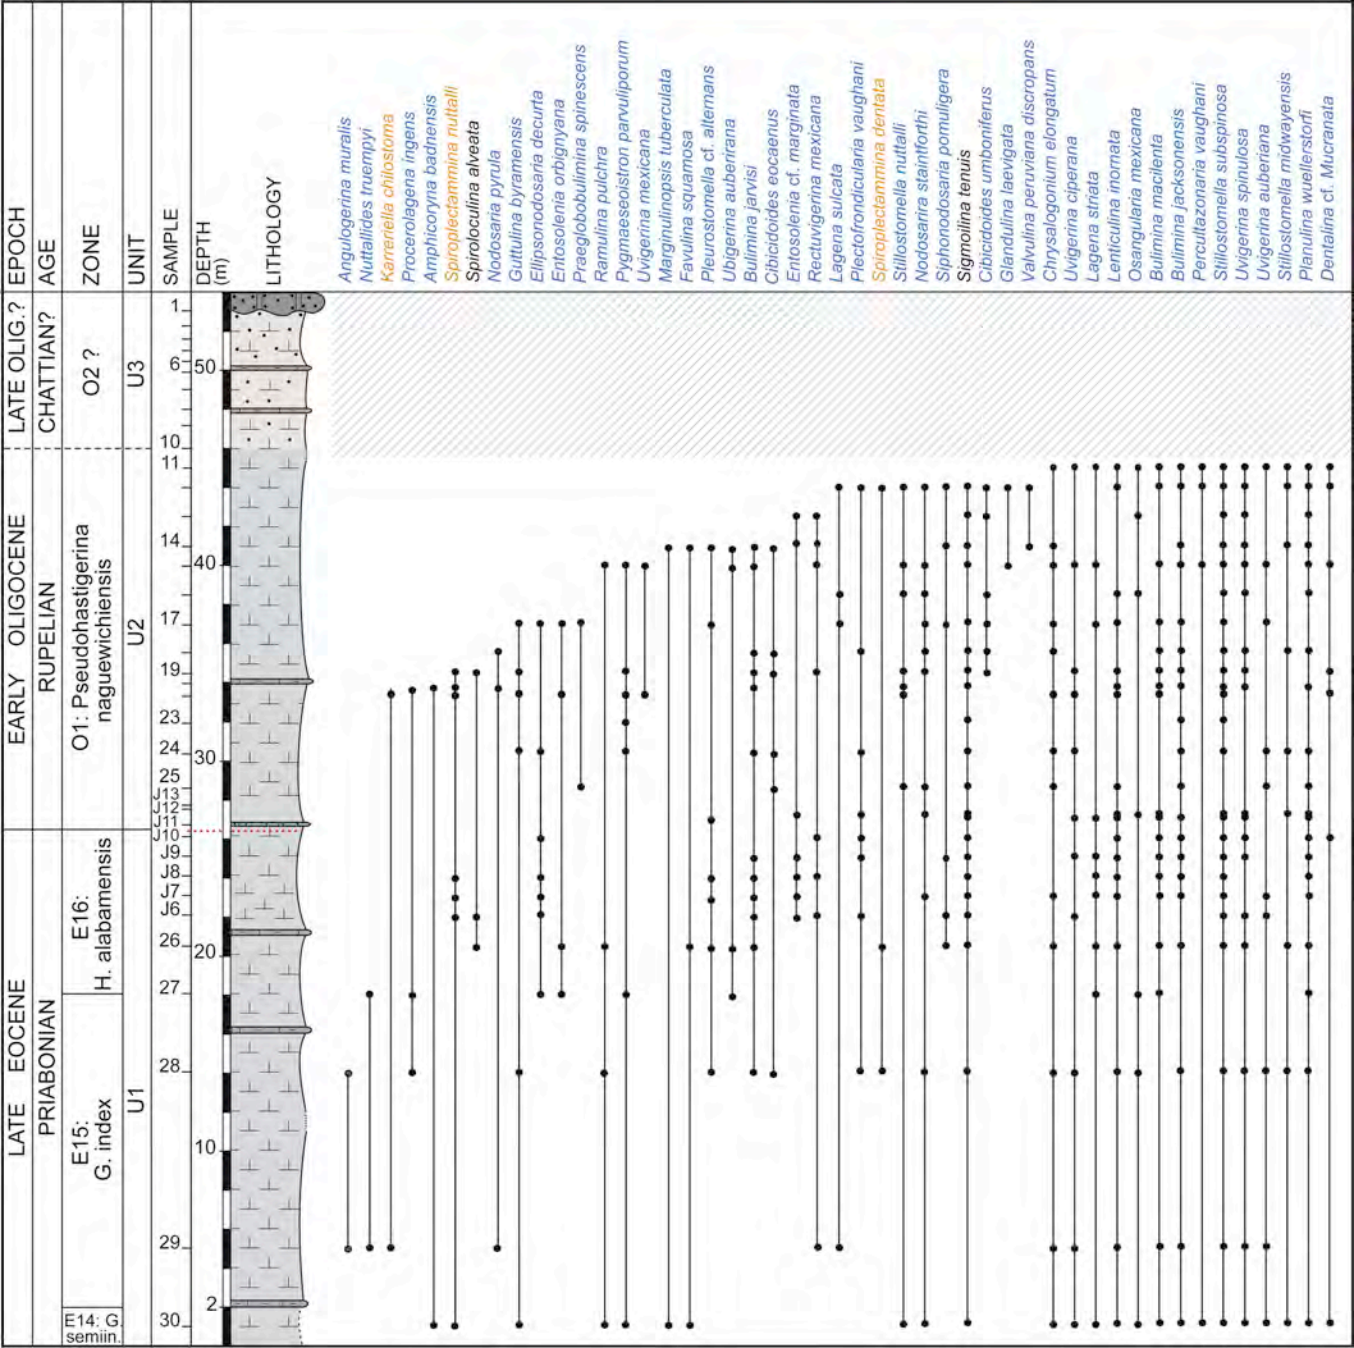 EPOCH
AGE
ZONE
UNIT
SAMPLE
DEPTH
(m)
LITHOLOGY
Angulogerina muralis
Nuttallides truempyi
Karreriella chilostoma
Procerolagena ingens
Amphicoryna badnensis
Spiroplectammina nuttalli
Spiroloculina alveata
Nodosaria pyrula
Guttulina byramensis
Ellipsonodosaria decurta
Entosolenia orbignyana
Praeglobobulimina spinescens
Ramulina pulchra
Pygmaeseoistron parvuliporum
Uvigerina mexicana
Marginulinopsis tuberculata
Favulina squamosa
Pleurostomella cf. alternans
Ubigerina auberirana
Bulimina jarvisi
Cibicidoides eocaenus
Entosolenia cf. marginata
Rectuvigerina mexicana
Lagena sulcata
Plectofrondicularia vaughani
Spiroplectammina dentata
Stillostomella nuttalli
Nodosarira stainforthi
Siphonodosaria pomuligera
Sigmoilina tenuis
Cibicidoides umboniferus
Glandulina laevigata
Valvulina peruviana discropans
Chrysalogonium elongatum
Uvigerina ciperana
Lagena striata
Lenticulina inornata
Osangularia mexicana
Bulimina macilenta
Bulimina jacksonensis
Percultazonaria vaughani
Stillostomella subspinosa
Uvigerina spinulosa
Uvigerina auberiana
Stilostomella midwayensis
Planulina wuellerstorfi
Dentalina cf. Mucranata
LATE OLIG.?
CHATTIAN?
O2 ?
U3
1
6
50
10
11
EARLY OLIGOCENE
RUPELIAN
O1: Pseudohastigerina
naguewichiensis
U2
14
40
17
19
23
24
30
25
J13
J12
J11
J10
J9
J8
J7
J6
26
20
27
E16:
H. alabamensis
LATE EOCENE
PRIABONIAN
E15:
G. index
U1
28
10
29
2
E14: G.
semiin.
30